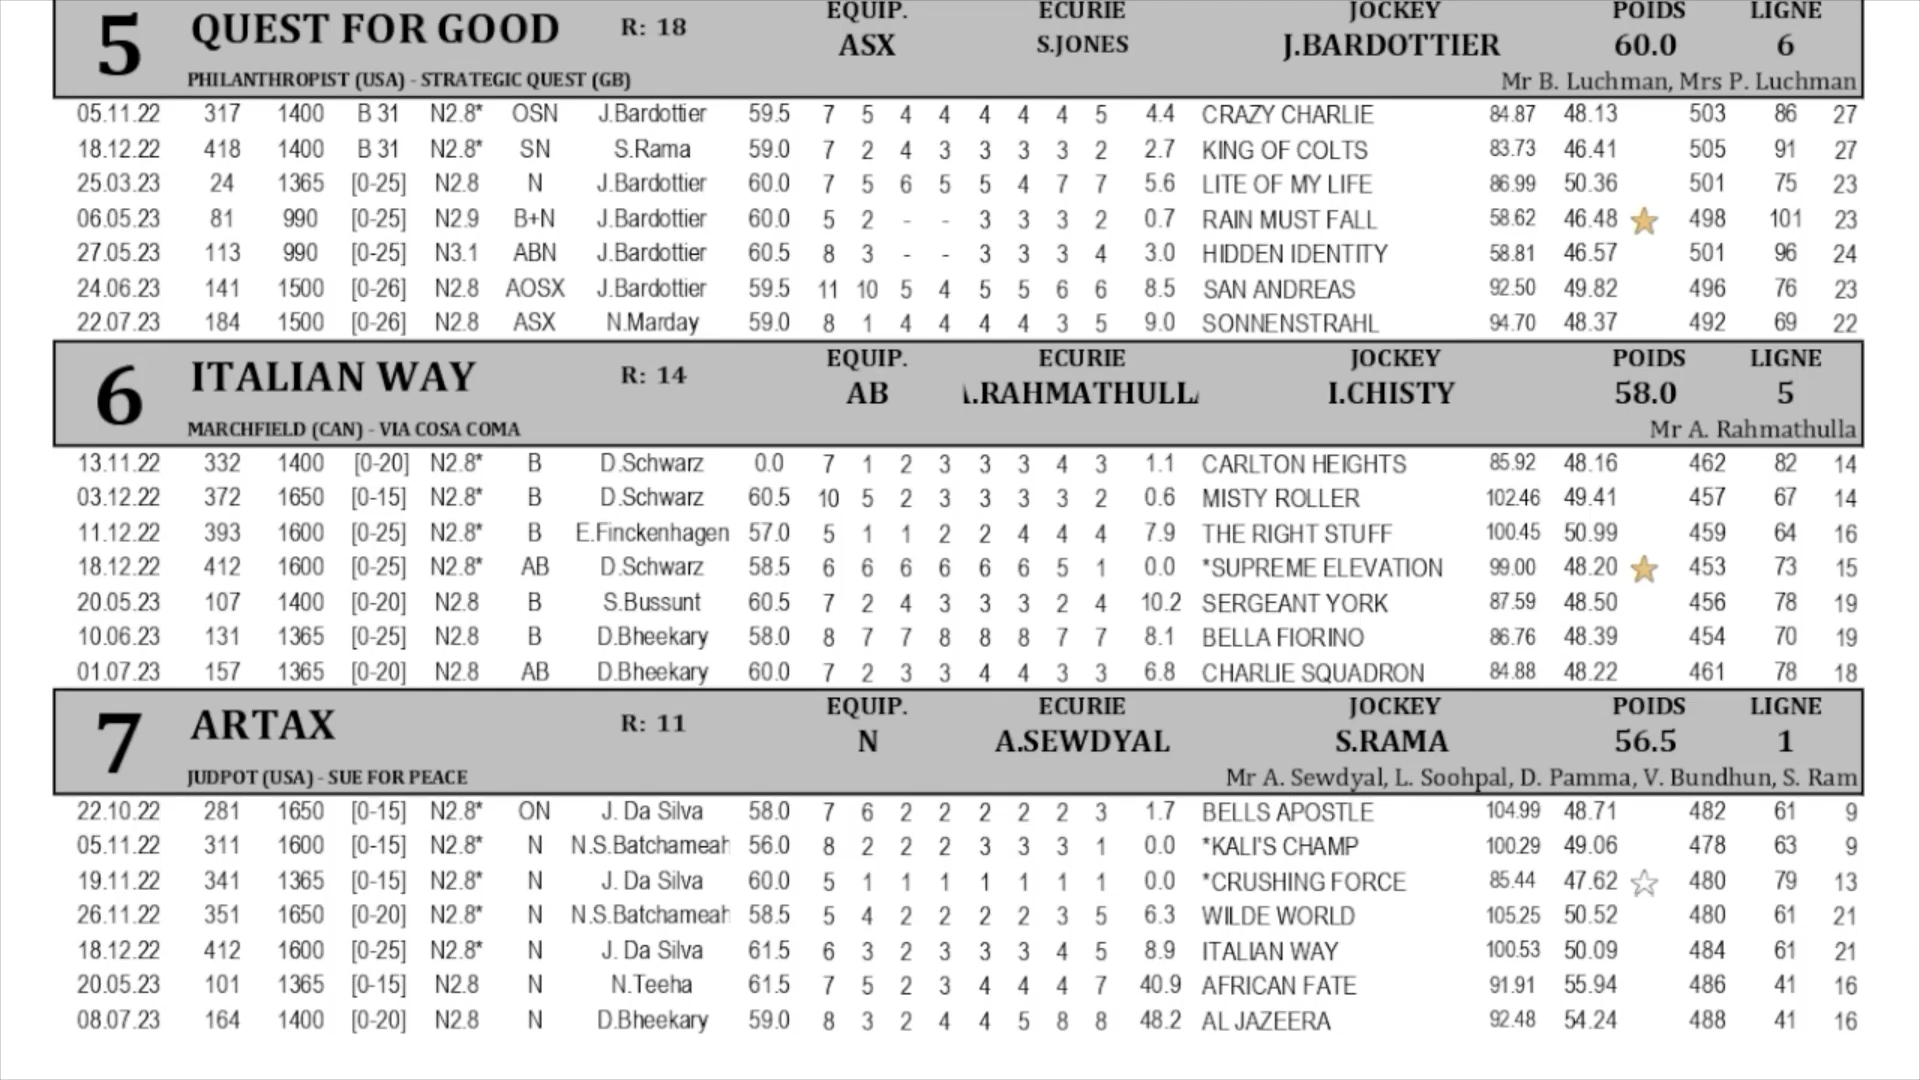 5 QUEST FOR GOOD R: 18 EQUIP. ECURIE JOCKEY POIDS LIGNE
ASX S.JONES J.BARDOTTIER 60.0 6
PHILANTHROPIST (USA) - STRATEGIC QUEST (GB) Mr B. Luchman, Mrs P. Luchman
05.11.22 317 1400 B 31 N2.8* OSN J.Bardottier 59.5 7 5 4 4 4 4 4 5 4.4 CRAZY CHARLIE 84.87 48.13 503 86 27
18.12.22 418 1400 B 31 N2.8* SN S.Rama 59.0 7 2 4 3 3 3 3 2 2.7 KING OF COLTS 83.73 46.41 505 91 27
25.03.23 24 1365 [0-25] N2.8 N J.Bardottier 60.0 7 5 6 5 5 4 7 7 5.6 LITE OF MY LIFE 86.99 50.36 501 75 23
06.05.23 81 990 [0-25] N2.9 B+N J.Bardottier 60.0 5 2 - - 3 3 3 2 0.7 RAIN MUST FALL 58.62 46.48 498 101 23
27.05.23 113 990 [0-25] N3.1 ABN J.Bardottier 60.5 8 3 - - 3 3 3 4 3.0 HIDDEN IDENTITY 58.81 46.57 501 96 24
24.06.23 141 1500 [0-26] N2.8 AOSX J.Bardottier 59.5 11 10 5 4 5 5 6 6 8.5 SAN ANDREAS 92.50 49.82 496 76 23
22.07.23 184 1500 [0-26] N2.8 ASX N.Marday 59.0 8 1 4 4 4 4 3 5 9.0 SONNENSTRAHL 94.70 48.37 492 69 22
6 ITALIAN WAY R: 14 EQUIP. ECURIE JOCKEY POIDS LIGNE
AB .RAHMATHULL I.CHISTY 58.0 5
MARCHFIELD (CAN) - VIA COSA COMA Mr A. Rahmathulla
13.11.22 332 1400 [0-20] N2.8* B D.Schwarz 0.0 7 1 2 3 3 3 4 3 1.1 CARLTON HEIGHTS 85.92 48.16 462 82 14
03.12.22 372 1650 [0-15] N2.8* B D.Schwarz 60.5 10 5 2 3 3 3 3 2 0.6 MISTY ROLLER 102.46 49.41 457 67 14
11.12.22 393 1600 [0-25] N2.8* B E.Finckenhagen 57.0 5 1 1 2 2 4 4 4 7.9 THE RIGHT STUFF 100.45 50.99 459 64 16
18.12.22 412 1600 [0-25] N2.8* AB D.Schwarz 58.5 6 6 6 6 6 6 5 1 0.0 *SUPREME ELEVATION 99.00 48.20 453 73 15
20.05.23 107 1400 [0-20] N2.8 B S.Bussunt 60.5 7 2 4 3 3 3 2 4 10.2 SERGEANT YORK 87.59 48.50 456 78 19
10.06.23 131 1365 [0-25] N2.8 B D.Bheekary 58.0 8 7 7 8 8 8 7 7 8.1 BELLA FIORINO 86.76 48.39 454 70 19
01.07.23 157 1365 [0-20] N2.8 AB D.Bheekary 60.0 7 2 3 3 4 4 3 3 6.8 CHARLIE SQUADRON 84.88 48.22 461 78 18
7 ARTAX R: 11 EQUIP. ECURIE JOCKEY POIDS LIGNE
N A.SEWDYAL S.RAMA 56.5 1
JUDPOT (USA) - SUE FOR PEACE Mr A. Sewdyal, L. Soohpal, D. Pamma, V. Bundhun, S. Ram
22.10.22 281 1650 [0-15] N2.8* ON J. Da Silva 58.0 7 6 2 2 2 2 2 3 1.7 BELLS APOSTLE 104.99 48.71 482 61 9
05.11.22 311 1600 [0-15] N2.8* N N.S.Batchameah 56.0 8 2 2 2 3 3 3 1 0.0 *KALI'S CHAMP 100.29 49.06 478 63 9
19.11.22 341 1365 [0-15] N2.8* N J. Da Silva 60.0 5 1 1 1 1 1 1 1 0.0 *CRUSHING FORCE 85.44 47.62 480 79 13
26.11.22 351 1650 [0-20] N2.8* N N.S.Batchameah 58.5 5 4 2 2 2 2 3 5 6.3 WILDE WORLD 105.25 50.52 480 61 21
18.12.22 412 1600 [0-25] N2.8* N J. Da Silva 61.5 6 3 2 3 3 3 4 5 8.9 ITALIAN WAY 100.53 50.09 484 61 21
20.05.23 101 1365 [0-15] N2.8 N N.Teeha 61.5 7 5 2 3 4 4 4 7 40.9 AFRICAN FATE 91.91 55.94 486 41 16
08.07.23 164 1400 [0-20] N2.8 N D.Bheekary 59.0 8 3 2 4 4 5 8 8 48.2 AL JAZEERA 92.48 54.24 488 41 16